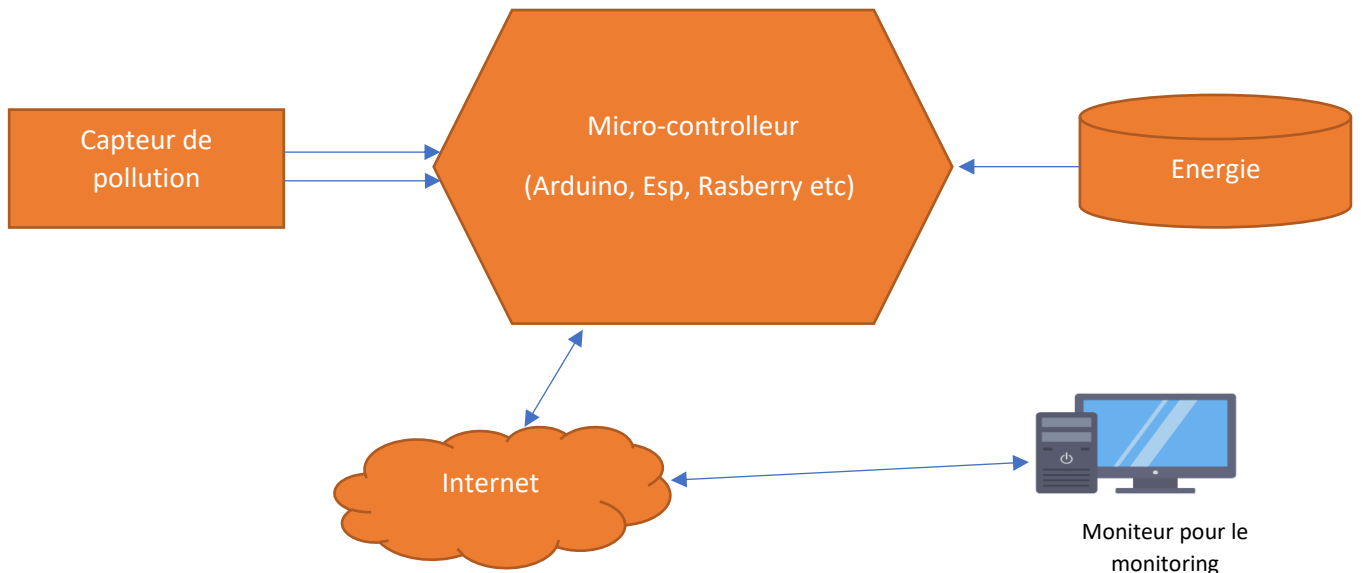 Capteur de
pollution
Micro-controlleur
(Arduino, Esp, Rasberry etc)
Energie
Internet
Moniteur pour le
monitoring